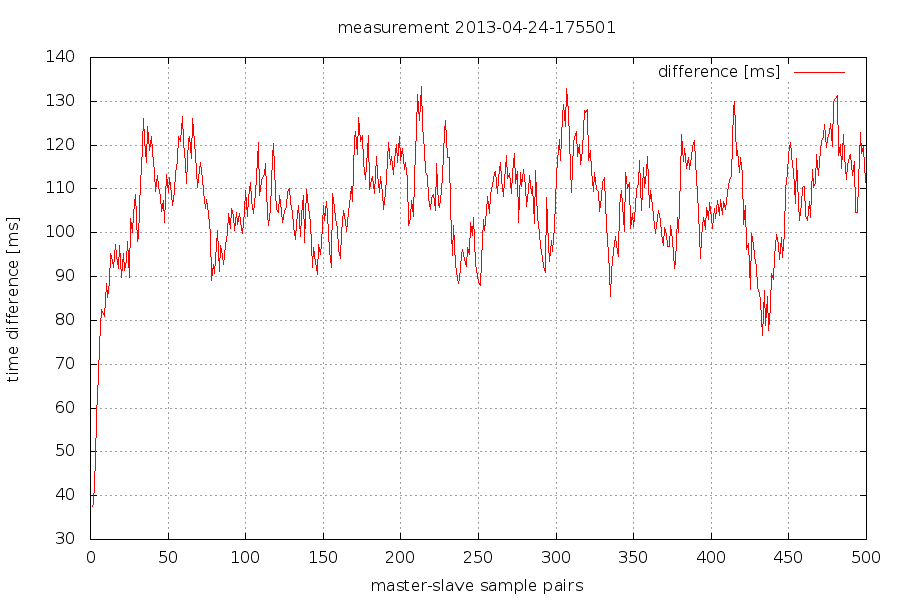 measurement 2013-04-24-175501
difference [ms]
time difference [ms]
140
130
120
110
100
90
80
70
60
50
40
30
0 50 100 150 200 250 300 350 400 450 500
master-slave sample pairs